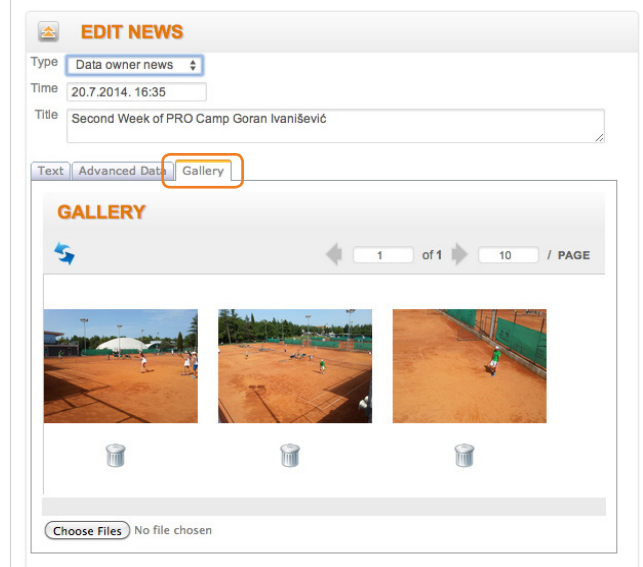 EDIT NEWS
Type Data owner news
Time 20.7.2014. 16:35
Title Second Week of PRO Camp Goran Ivanišević
Text Advanced Data Gallery
GALLERY
1 of 1 10 / PAGE
Choose Files No file chosen